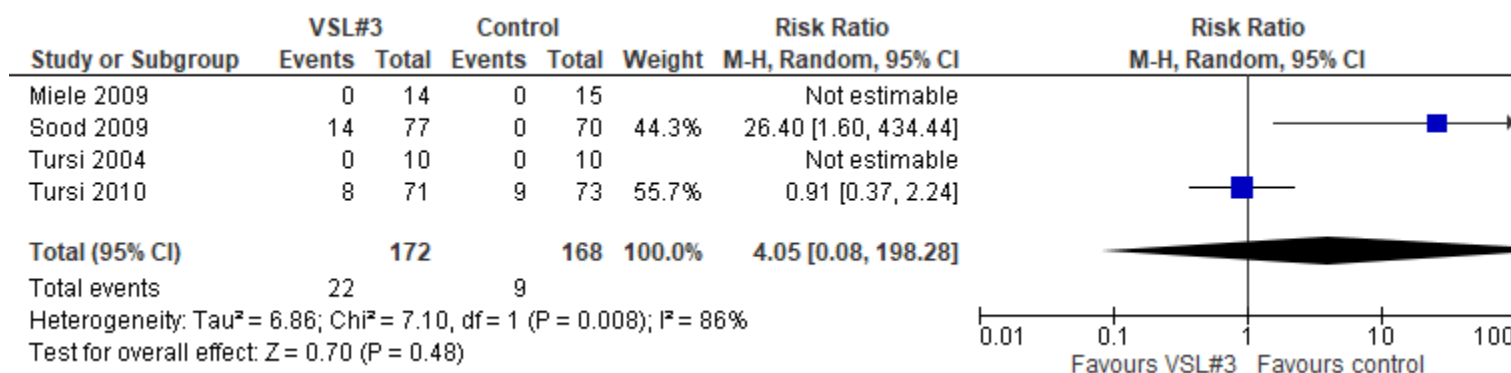 VSL#3 Control Risk Ratio Risk Ratio
Study or Subgroup Events Total Events Total Weight M-H, Random, 95% CI M-H, Random, 95% CI
Miele 2009 0 14 0 15 Not estimable
Sood 2009 14 77 0 70 44.3% 26.40 [1.60, 434.44]
Tursi 2004 0 10 0 10 Not estimable
Tursi 2010 8 71 9 73 55.7% 0.91 [0.37, 2.24]
Total (95% CI) 172 168 100.0% 4.05 [0.08, 198.28]
Total events 22 9
Heterogeneity: Tau² = 6.86; Chi² = 7.10, df = 1 (P = 0.008); I² = 86%
Test for overall effect: Z = 0.70 (P = 0.48)
0.01 0.1 1 10 100
Favours VSL#3 Favours control